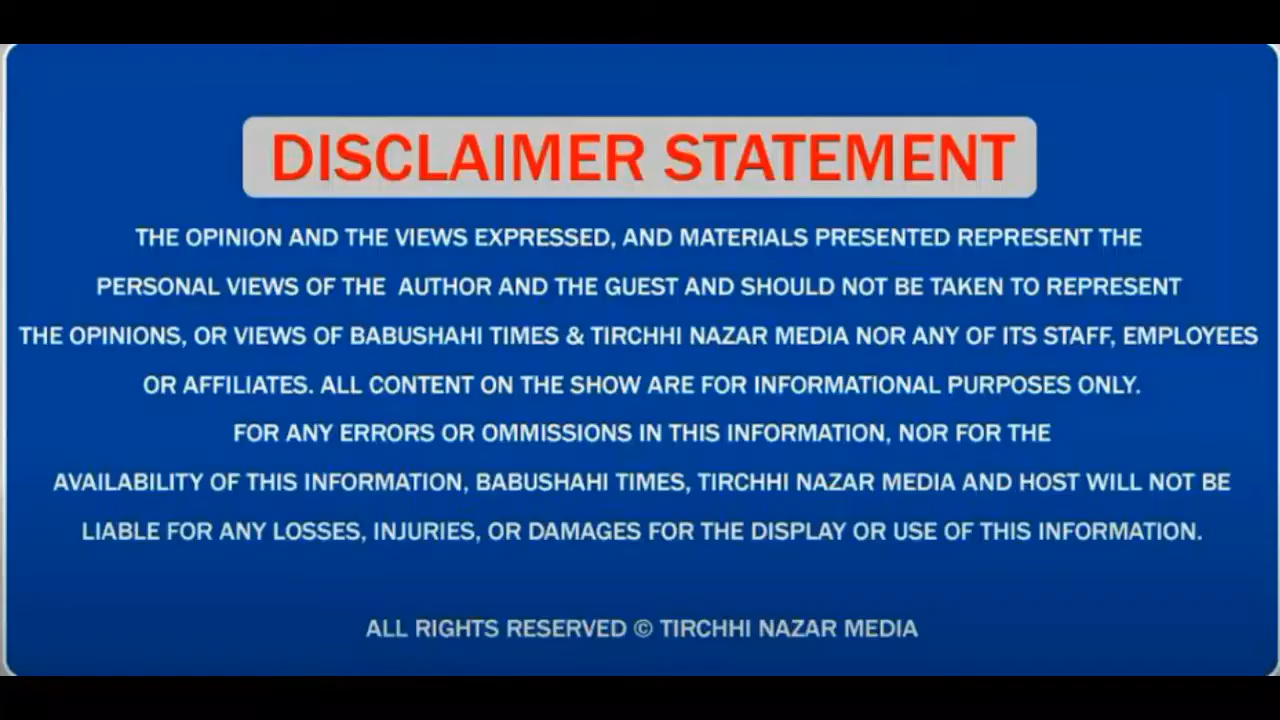 DISCLAIMER STATEMENT
THE OPINION AND THE VIEWS EXPRESSED, AND MATERIALS PRESENTED REPRESENT THE
PERSONAL VIEWS OF THE AUTHOR AND THE GUEST AND SHOULD NOT BE TAKEN TO REPRESENT
THE OPINIONS, OR VIEWS OF BABUSHAHI TIMES & TIRCHHI NAZAR MEDIA NOR ANY OF ITS STAFF, EMPLOYEES
OR AFFILIATES. ALL CONTENT ON THE SHOW ARE FOR INFORMATIONAL PURPOSES ONLY.
FOR ANY ERRORS OR OMMISSIONS IN THIS INFORMATION, NOR FOR THE
AVAILABILITY OF THIS INFORMATION, BABUSHAHI TIMES, TIRCHHI NAZAR MEDIA AND HOST WILL NOT BE
LIABLE FOR ANY LOSSES, INJURIES, OR DAMAGES FOR THE DISPLAY OR USE OF THIS INFORMATION.
ALL RIGHTS RESERVED © TIRCHHI NAZAR MEDIA